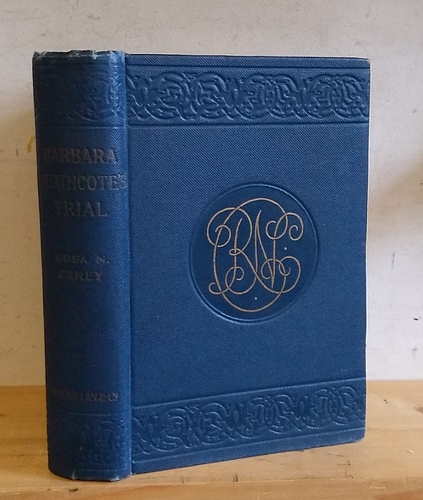 BARBARA
HEATHCOTE'S
TRIAL
ROSA N.
CAREY
MACMILLAN & Co
RNC